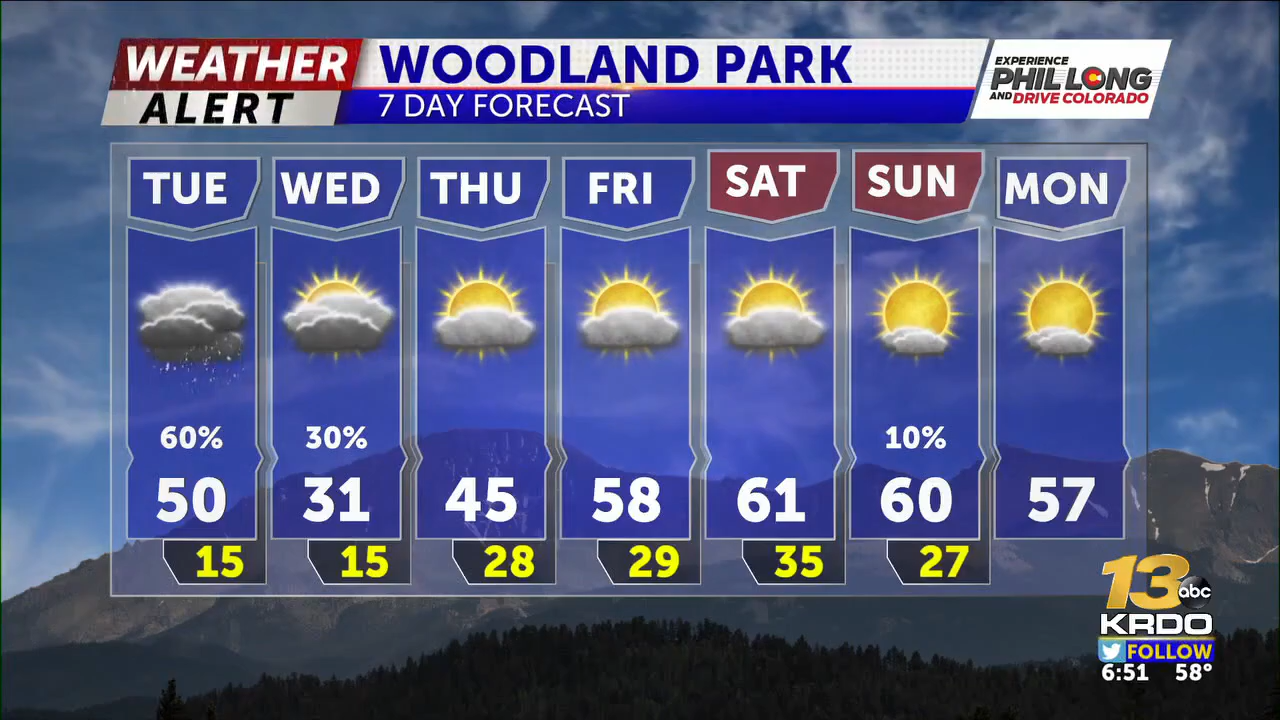 WEATHER ALERT
WOODLAND PARK
7 DAY FORECAST
EXPERIENCE
PHIL LONG
AND DRIVE COLORADO
TUE WED THU FRI SAT SUN MON
60% 30% 10%
50 31 45 58 61 60 57
15 15 28 29 35 27
13 abc
KRDO
FOLLOW
6:51 58°